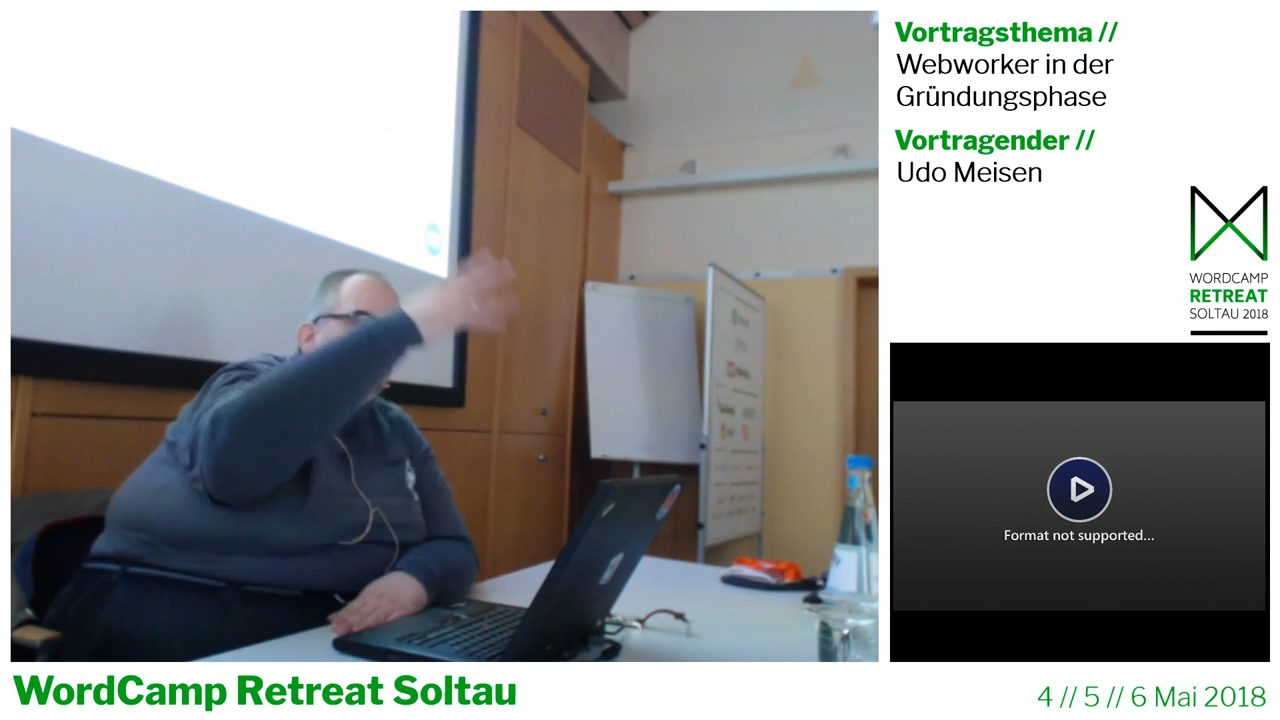 Vortragsthema //
Webworker in der
Gründungsphase
Vortragender //
Udo Meisen
WORDCAMP
RETREAT
SOLTAU 2018
Format not supported...
WordCamp Retreat Soltau
4 // 5 // 6 Mai 2018